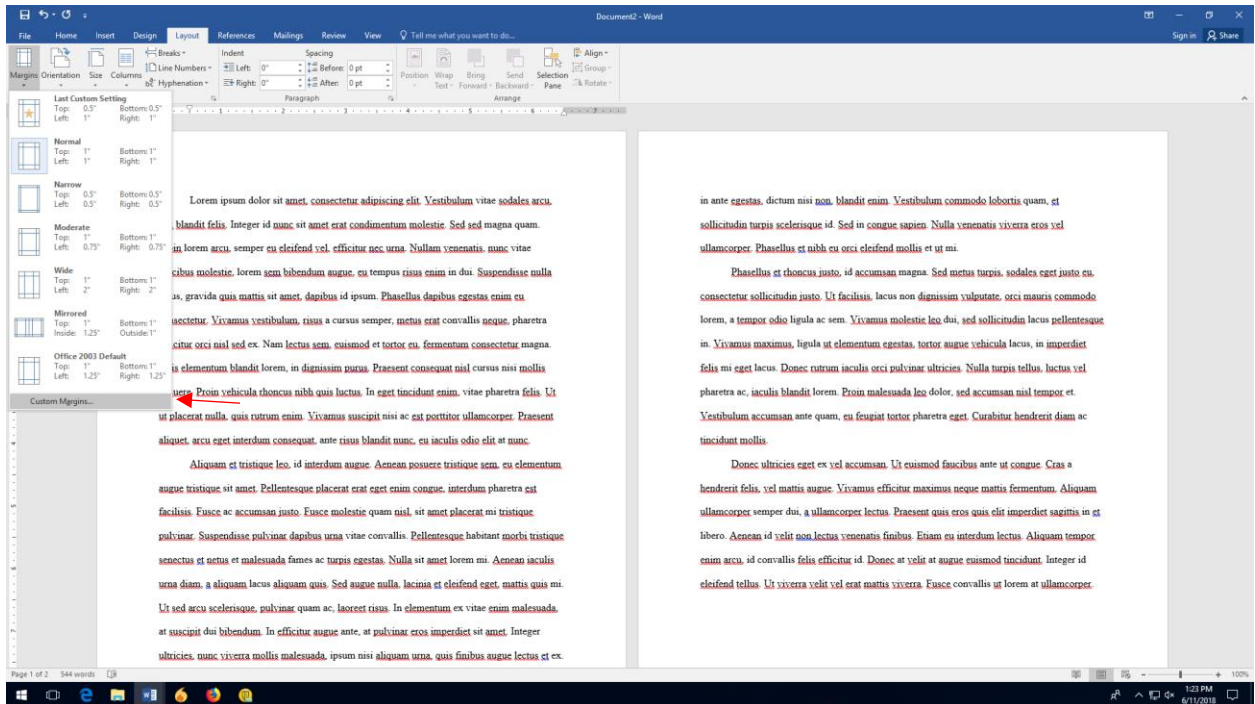 Document2 - Word
File Home Insert Design Layout References Mailings Review View Tell me what you want to do... Sign in Share
Margins Orientation Size Columns Breaks Line Numbers Hyphenation
Indent Spacing
Left: 0" Before: 0 pt
Right: 0" After: 0 pt
Paragraph
Position Wrap Text Bring Forward Send Backward Selection Pane Align Group Rotate
Arrange
Last Custom Setting
Top: 0.5" Bottom: 0.5"
Left: 1" Right: 1"
Normal
Top: 1" Bottom: 1"
Left: 1" Right: 1"
Narrow
Top: 0.5" Bottom: 0.5"
Left: 0.5" Right: 0.5"
Moderate
Top: 1" Bottom: 1"
Left: 0.75" Right: 0.75"
Wide
Top: 1" Bottom: 1"
Left: 2" Right: 2"
Mirrored
Top: 1" Bottom: 1"
Inside: 1.25" Outside: 1"
Office 2003 Default
Top: 1" Bottom: 1"
Left: 1.25" Right: 1.25"
Custom Margins...
Lorem ipsum dolor sit amet, consectetur adipiscing elit. Vestibulum vitae sodales arcu,
blandit felis. Integer id nunc sit amet erat condimentum molestie. Sed sed magna quam.
in lorem arcu, semper eu eleifend vel, efficitur nec urna. Nullam venenatis, nunc vitae
cibus molestie, lorem sem bibendum augue, eu tempus risus enim in dui. Suspendisse nulla
us, gravida quis mattis sit amet, dapibus id ipsum. Phasellus dapibus egestas enim eu
sectetur. Vivamus vestibulum, risus a cursus semper, metus erat convallis neque, pharetra
citur orci nisl sed ex. Nam lectus sem, euismod et tortor eu, fermentum consectetur magna.
is elementum blandit lorem, in dignissim purus. Praesent consequat nisl cursus nisi mollis
uere. Proin vehicula rhoncus nibh quis luctus. In eget tincidunt enim, vitae pharetra felis. Ut
ut placerat nulla, quis rutrum enim. Vivamus suscipit nisi ac est porttitor ullamcorper. Praesent
aliquet, arcu eget interdum consequat, ante risus blandit nunc, eu iaculis odio elit at nunc.
Aliquam et tristique leo, id interdum augue. Aenean posuere tristique sem, eu elementum
augue tristique sit amet. Pellentesque placerat erat eget enim congue, interdum pharetra est
facilisis. Fusce ac accumsan justo. Fusce molestie quam nisl, sit amet placerat mi tristique
pulvinar. Suspendisse pulvinar dapibus urna vitae convallis. Pellentesque habitant morbi tristique
senectus et netus et malesuada fames ac turpis egestas. Nulla sit amet lorem mi. Aenean iaculis
urna diam, a aliquam lacus aliquam quis. Sed augue nulla, lacinia et eleifend eget, mattis quis mi.
Ut sed arcu scelerisque, pulvinar quam ac, laoreet risus. In elementum ex vitae enim malesuada,
at suscipit dui bibendum. In efficitur augue ante, at pulvinar eros imperdiet sit amet. Integer
ultricies, nunc viverra mollis malesuada, ipsum nisi aliquam urna, quis finibus augue lectus et ex.
in ante egestas, dictum nisi non, blandit enim. Vestibulum commodo lobortis quam, et
sollicitudin turpis scelerisque id. Sed in congue sapien. Nulla venenatis viverra eros vel
ullamcorper. Phasellus et nibh eu orci eleifend mollis et ut mi.
Phasellus et rhoncus justo, id accumsan magna. Sed metus turpis, sodales eget justo eu,
consectetur sollicitudin justo. Ut facilisis, lacus non dignissim vulputate, orci mauris commodo
lorem, a tempor odio ligula ac sem. Vivamus molestie leo dui, sed sollicitudin lacus pellentesque
in. Vivamus maximus, ligula ut elementum egestas, tortor augue vehicula lacus, in imperdiet
felis mi eget lacus. Donec rutrum iaculis orci pulvinar ultricies. Nulla turpis tellus, luctus vel
pharetra ac, iaculis blandit lorem. Proin malesuada leo dolor, sed accumsan nisl tempor et.
Vestibulum accumsan ante quam, eu feugiat tortor pharetra eget. Curabitur hendrerit diam ac
tincidunt mollis.
Donec ultricies eget ex vel accumsan. Ut euismod faucibus ante ut congue. Cras a
hendrerit felis, vel mattis augue. Vivamus efficitur maximus neque mattis fermentum. Aliquam
ullamcorper semper dui, a ullamcorper lectus. Praesent quis eros quis elit imperdiet sagittis in et
libero. Aenean id velit non lectus venenatis finibus. Etiam eu interdum lectus. Aliquam tempor
enim arcu, id convallis felis efficitur id. Donec at velit at augue euismod tincidunt. Integer id
eleifend tellus. Ut viverra velit vel erat mattis viverra. Fusce convallis ut lorem at ullamcorper.
Page 1 of 2 544 words 100%
1:23 PM
6/11/2018